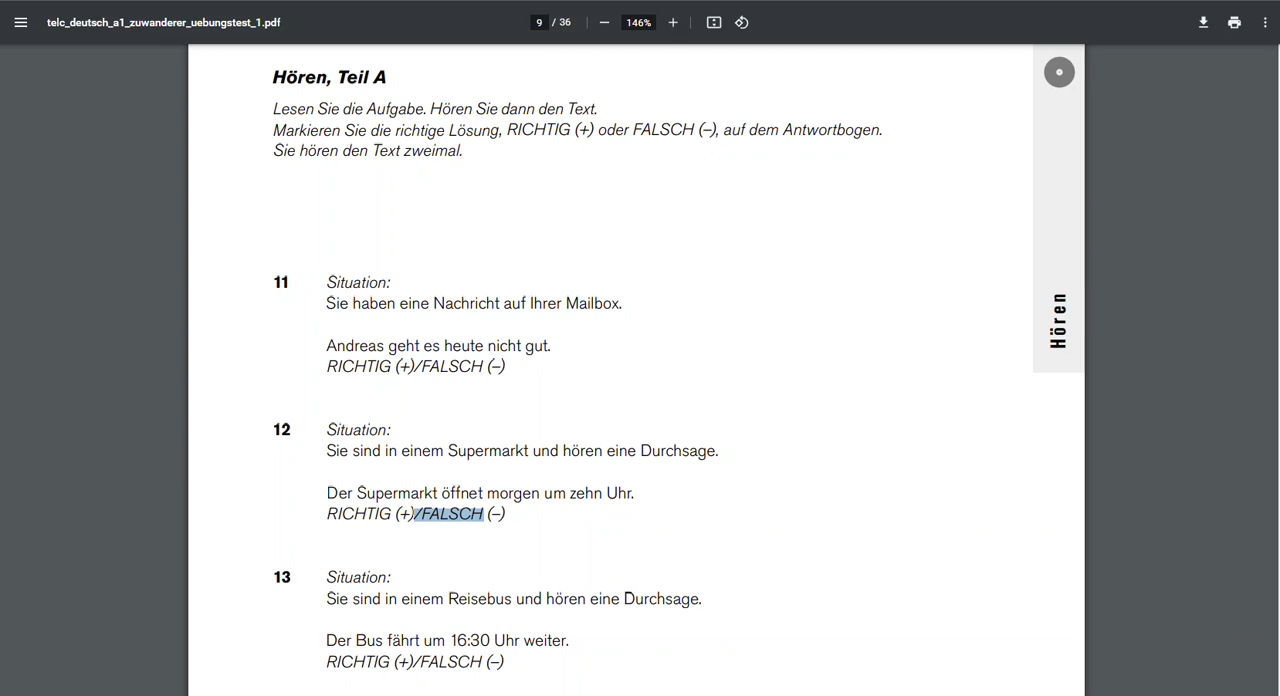 telc_deutsch_a1_zuwanderer_uebungstest_1.pdf
9 / 36
146%
Hören, Teil A
Lesen Sie die Aufgabe. Hören Sie dann den Text.
Markieren Sie die richtige Lösung, RICHTIG (+) oder FALSCH (–), auf dem Antwortbogen.
Sie hören den Text zweimal.
Hören
11 Situation:
Sie haben eine Nachricht auf Ihrer Mailbox.
Andreas geht es heute nicht gut.
RICHTIG (+)/FALSCH (–)
12 Situation:
Sie sind in einem Supermarkt und hören eine Durchsage.
Der Supermarkt öffnet morgen um zehn Uhr.
RICHTIG (+)/FALSCH (–)
13 Situation:
Sie sind in einem Reisebus und hören eine Durchsage.
Der Bus fährt um 16:30 Uhr weiter.
RICHTIG (+)/FALSCH (–)